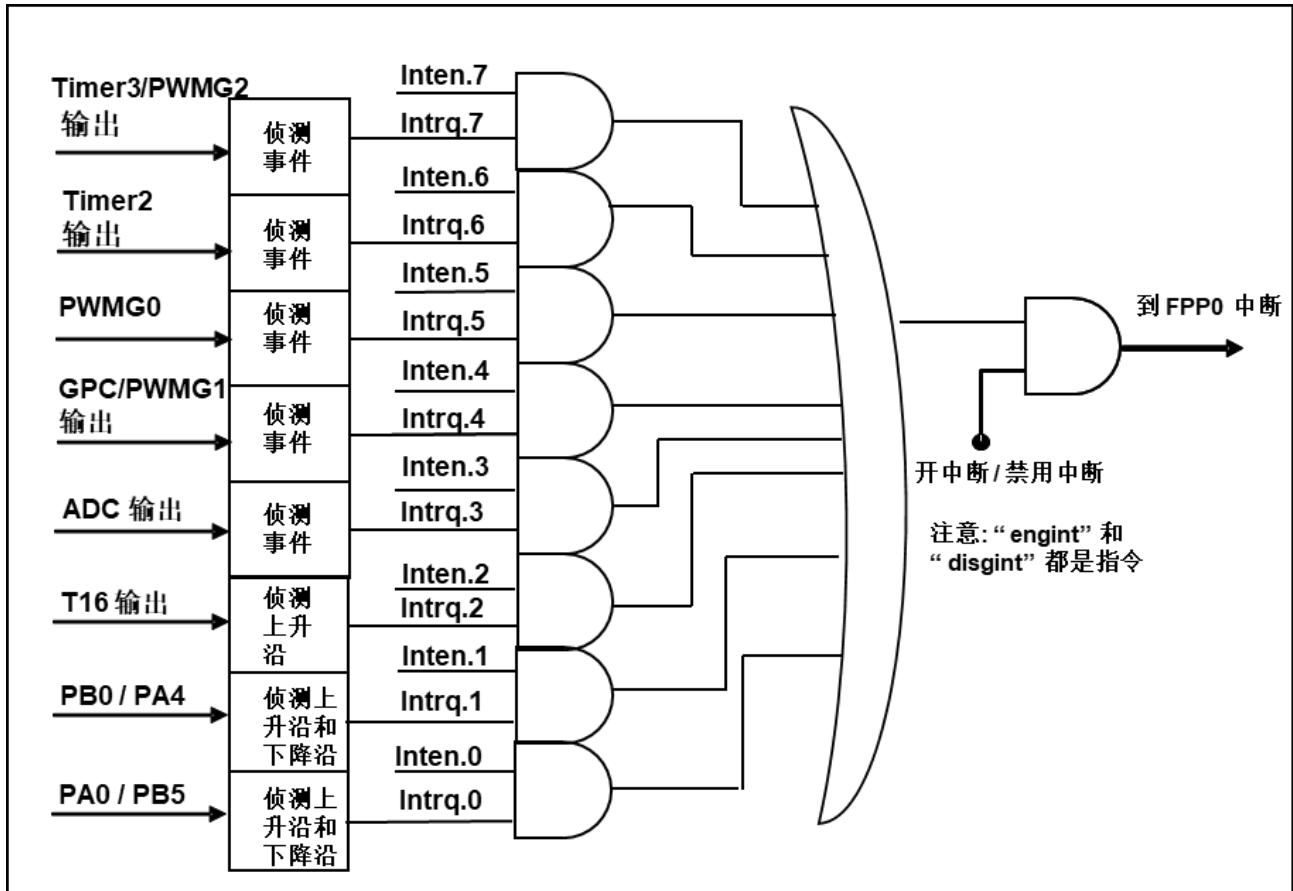 Timer3/PWMG2
输出
侦测
事件
Inten.7
Intrq.7
Timer2
输出
侦测
事件
Inten.6
Intrq.6
PWMG0
侦测
事件
Inten.5
Intrq.5
GPC/PWMG1
输出
侦测
事件
Inten.4
Intrq.4
ADC 输出
侦测
事件
Inten.3
Intrq.3
T16 输出
侦测
上升
沿
Inten.2
Intrq.2
PB0 / PA4
侦测上
升沿和
下降沿
Inten.1
Intrq.1
PA0 / PB5
侦测上
升沿和
下降沿
Inten.0
Intrq.0
到 FPP0 中断
开中断 / 禁用中断
注意: “ engint” 和
“ disgint” 都是指令